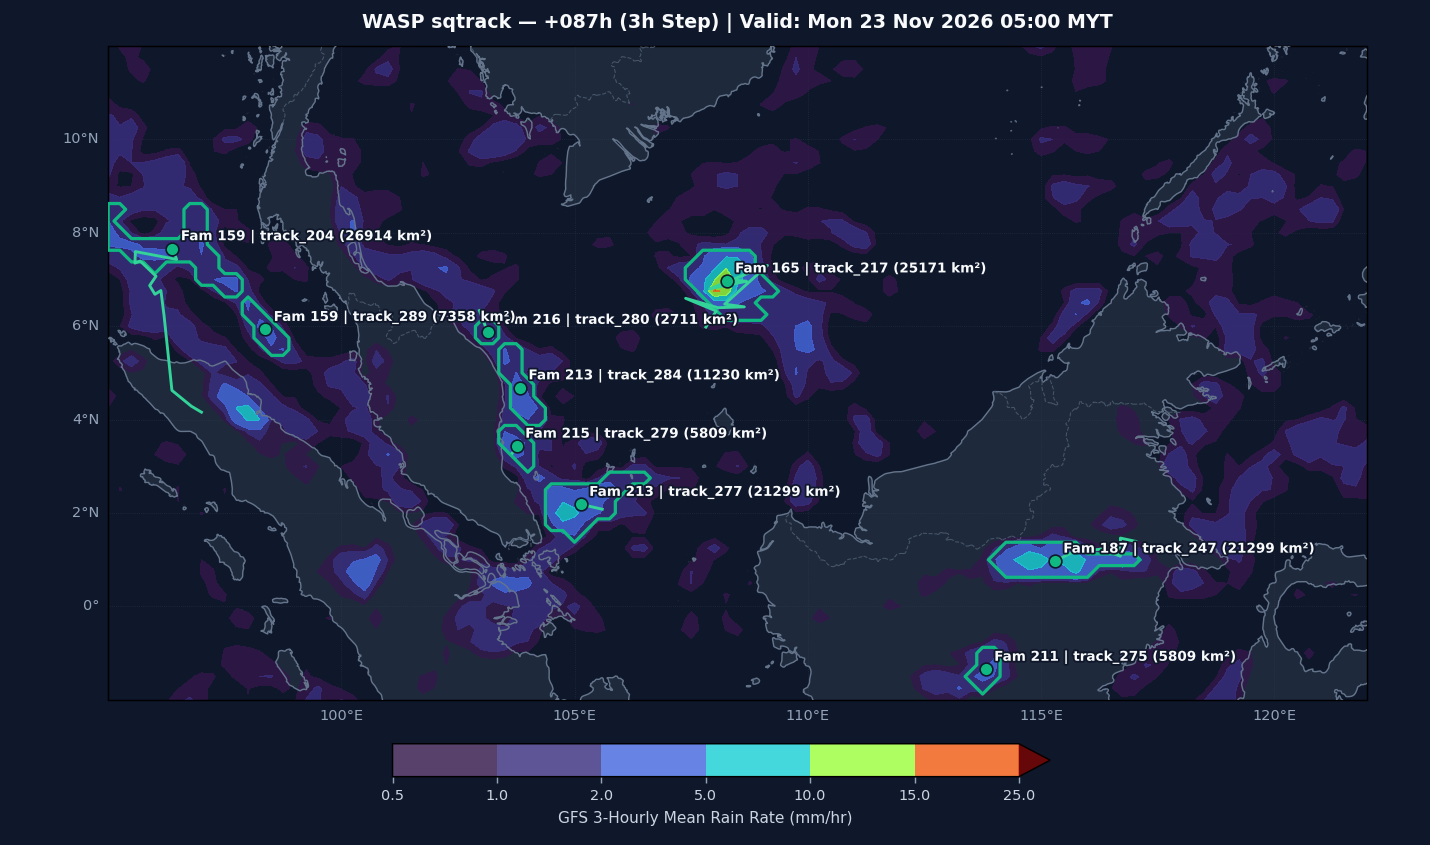 WASP sqtrack — +087h (3h Step) | Valid: Mon 23 Nov 2026 05:00 MYT
10°N
8°N
6°N
4°N
2°N
0°
Fam 159 | track_204 (26914 km²)
Fam 165 | track_217 (25171 km²)
Fam 159 | track_289 (7358 km²)
Fam 216 | track_280 (2711 km²)
Fam 213 | track_284 (11230 km²)
Fam 215 | track_279 (5809 km²)
Fam 213 | track_277 (21299 km²)
Fam 187 | track_247 (21299 km²)
Fam 211 | track_275 (5809 km²)
100°E 105°E 110°E 115°E 120°E
0.5 1.0 2.0 5.0 10.0 15.0 25.0
GFS 3-Hourly Mean Rain Rate (mm/hr)